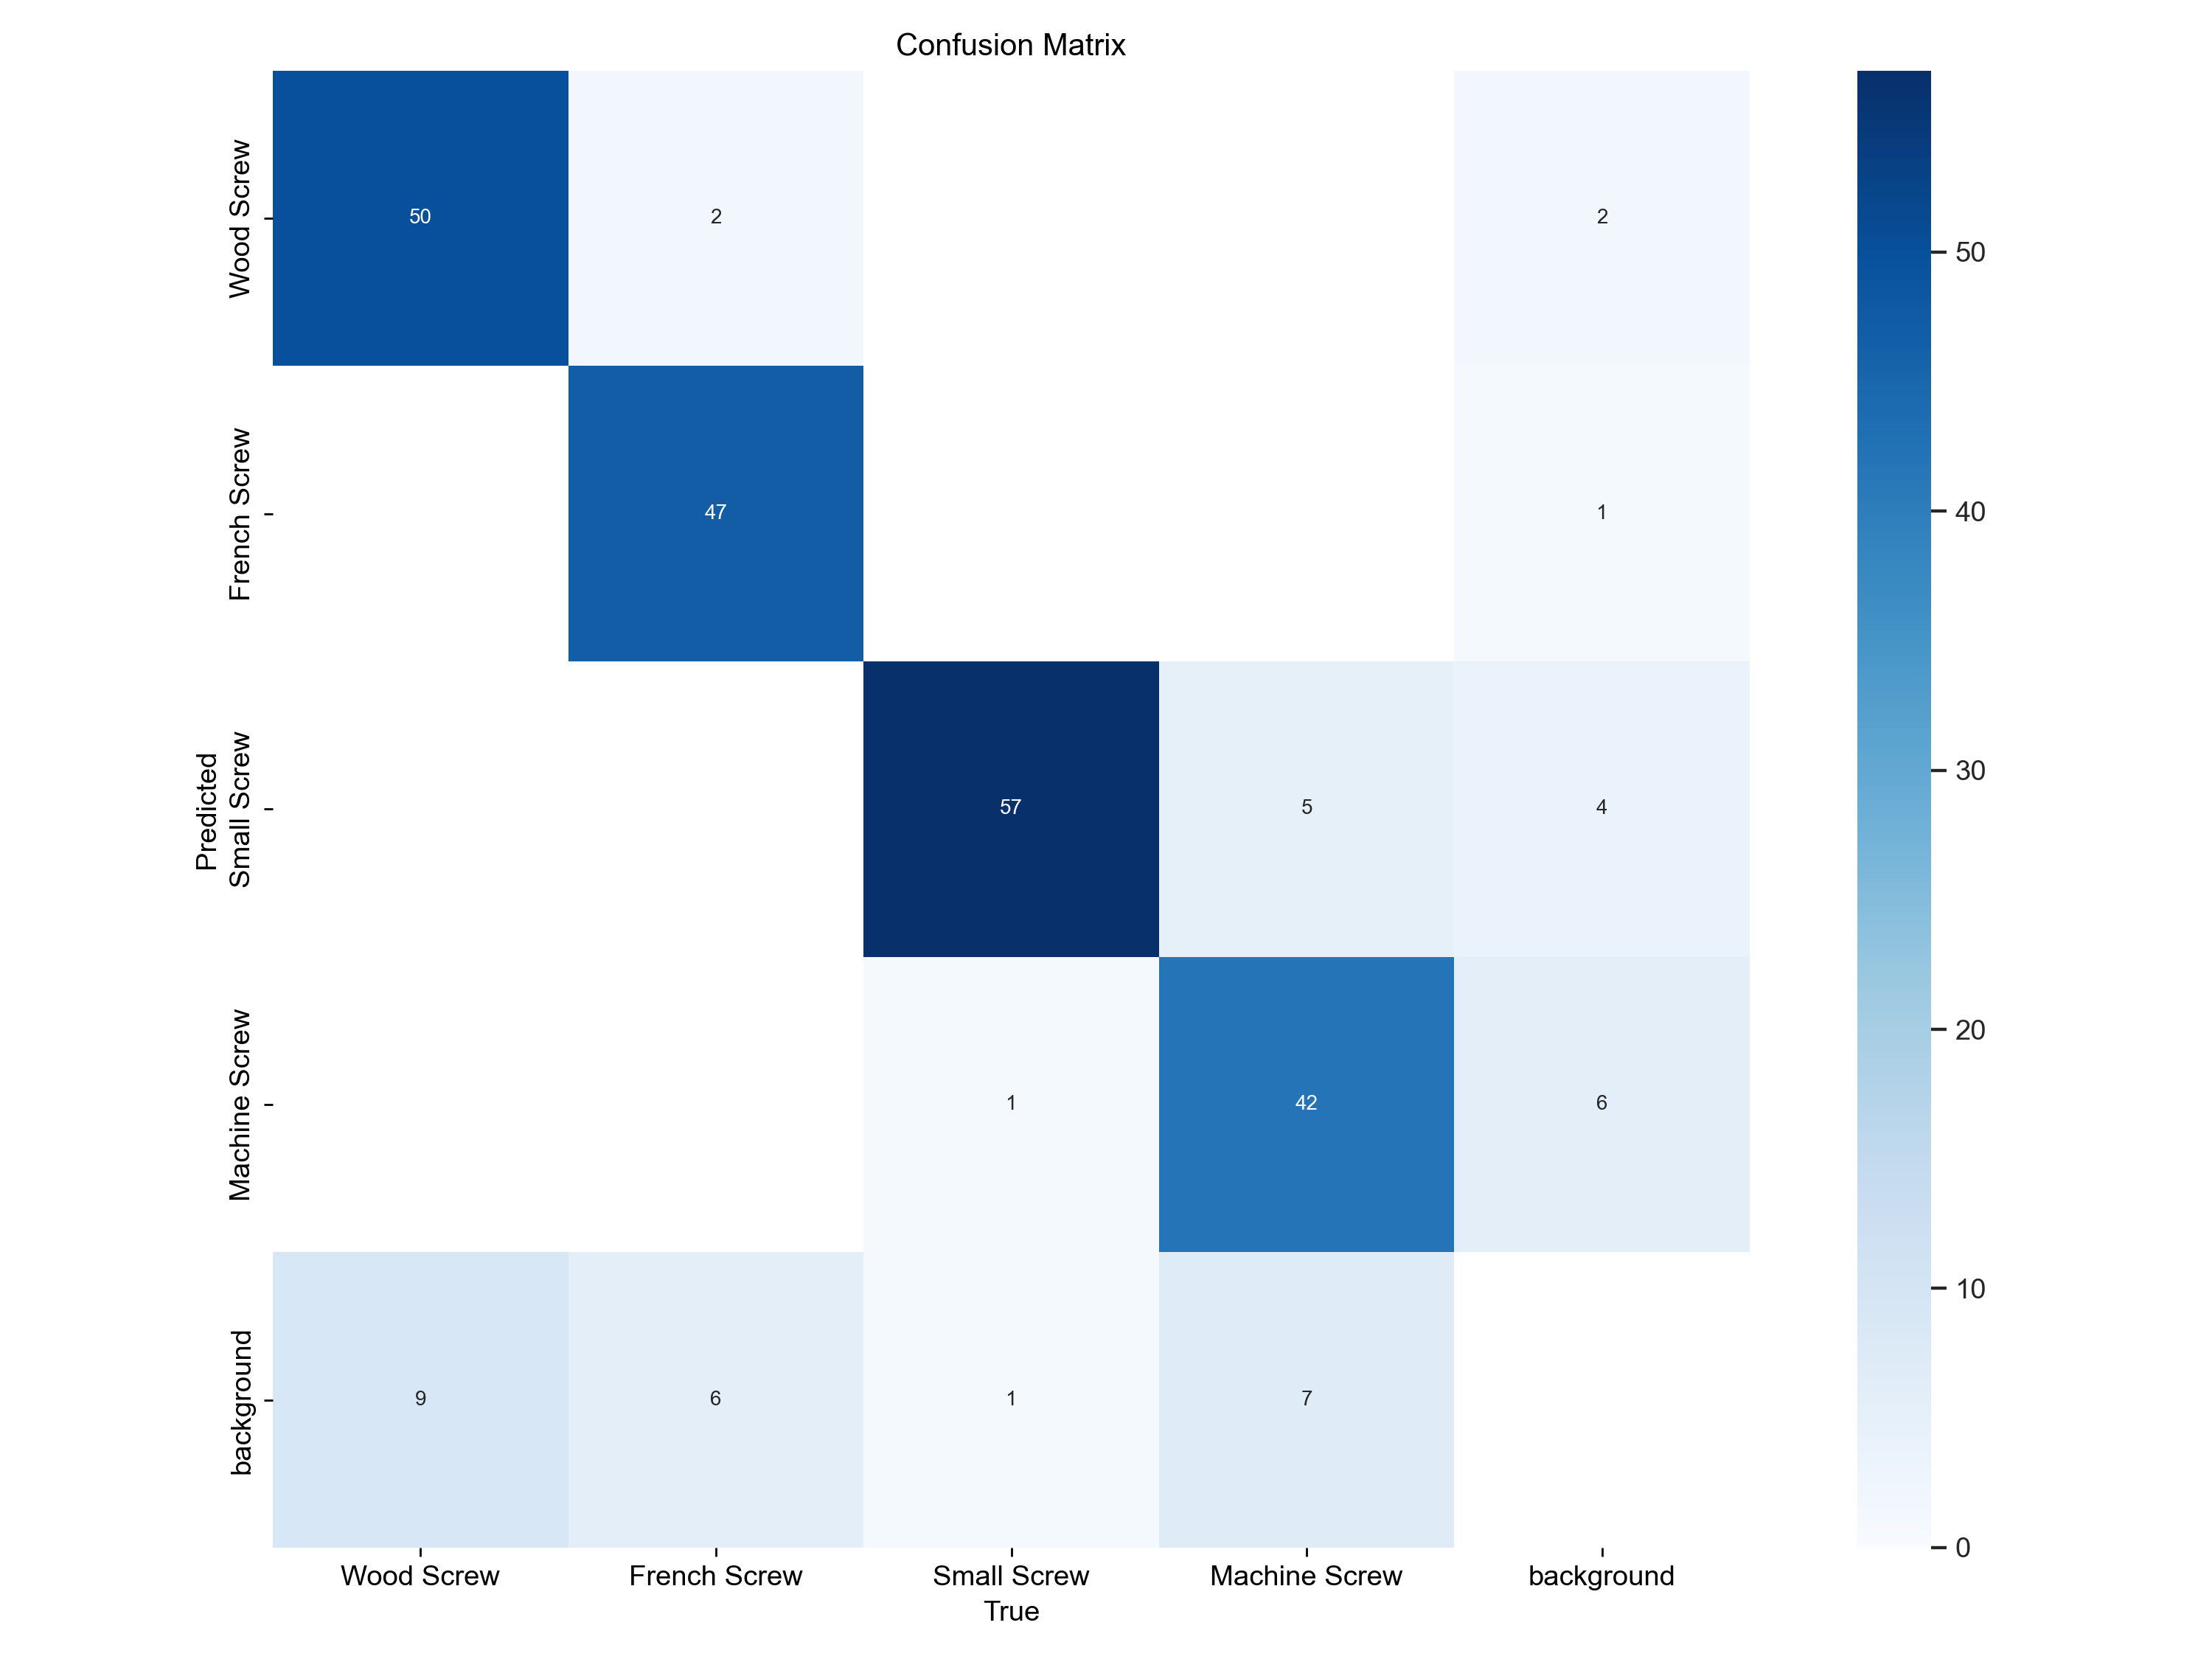 Confusion Matrix
Wood Screw
50
2
2
50
French Screw
47
1
40
Predicted
Small Screw
57
5
4
30
Machine Screw
1
42
6
20
background
9
6
1
7
10
0
Wood Screw
French Screw
Small Screw
Machine Screw
background
True